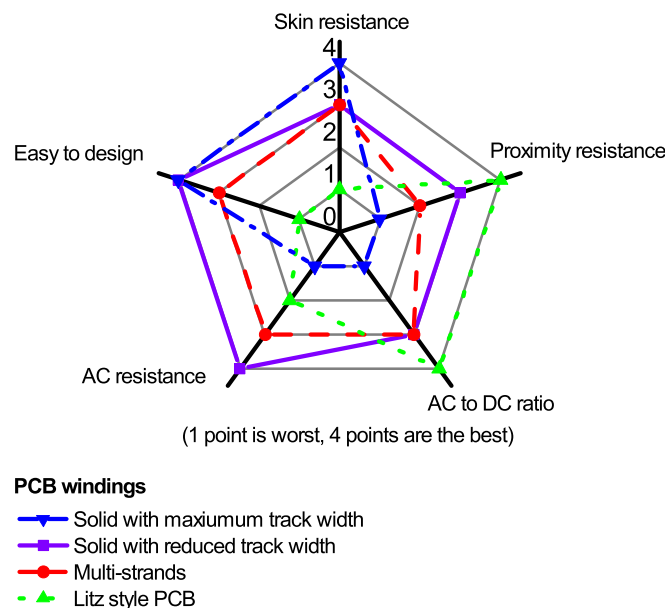 Skin resistance
4
3
2
1
0
Easy to design
Proximity resistance
AC resistance
AC to DC ratio
(1 point is worst, 4 points are the best)
PCB windings
Solid with maxiumum track width
Solid with reduced track width
Multi-strands
Litz style PCB